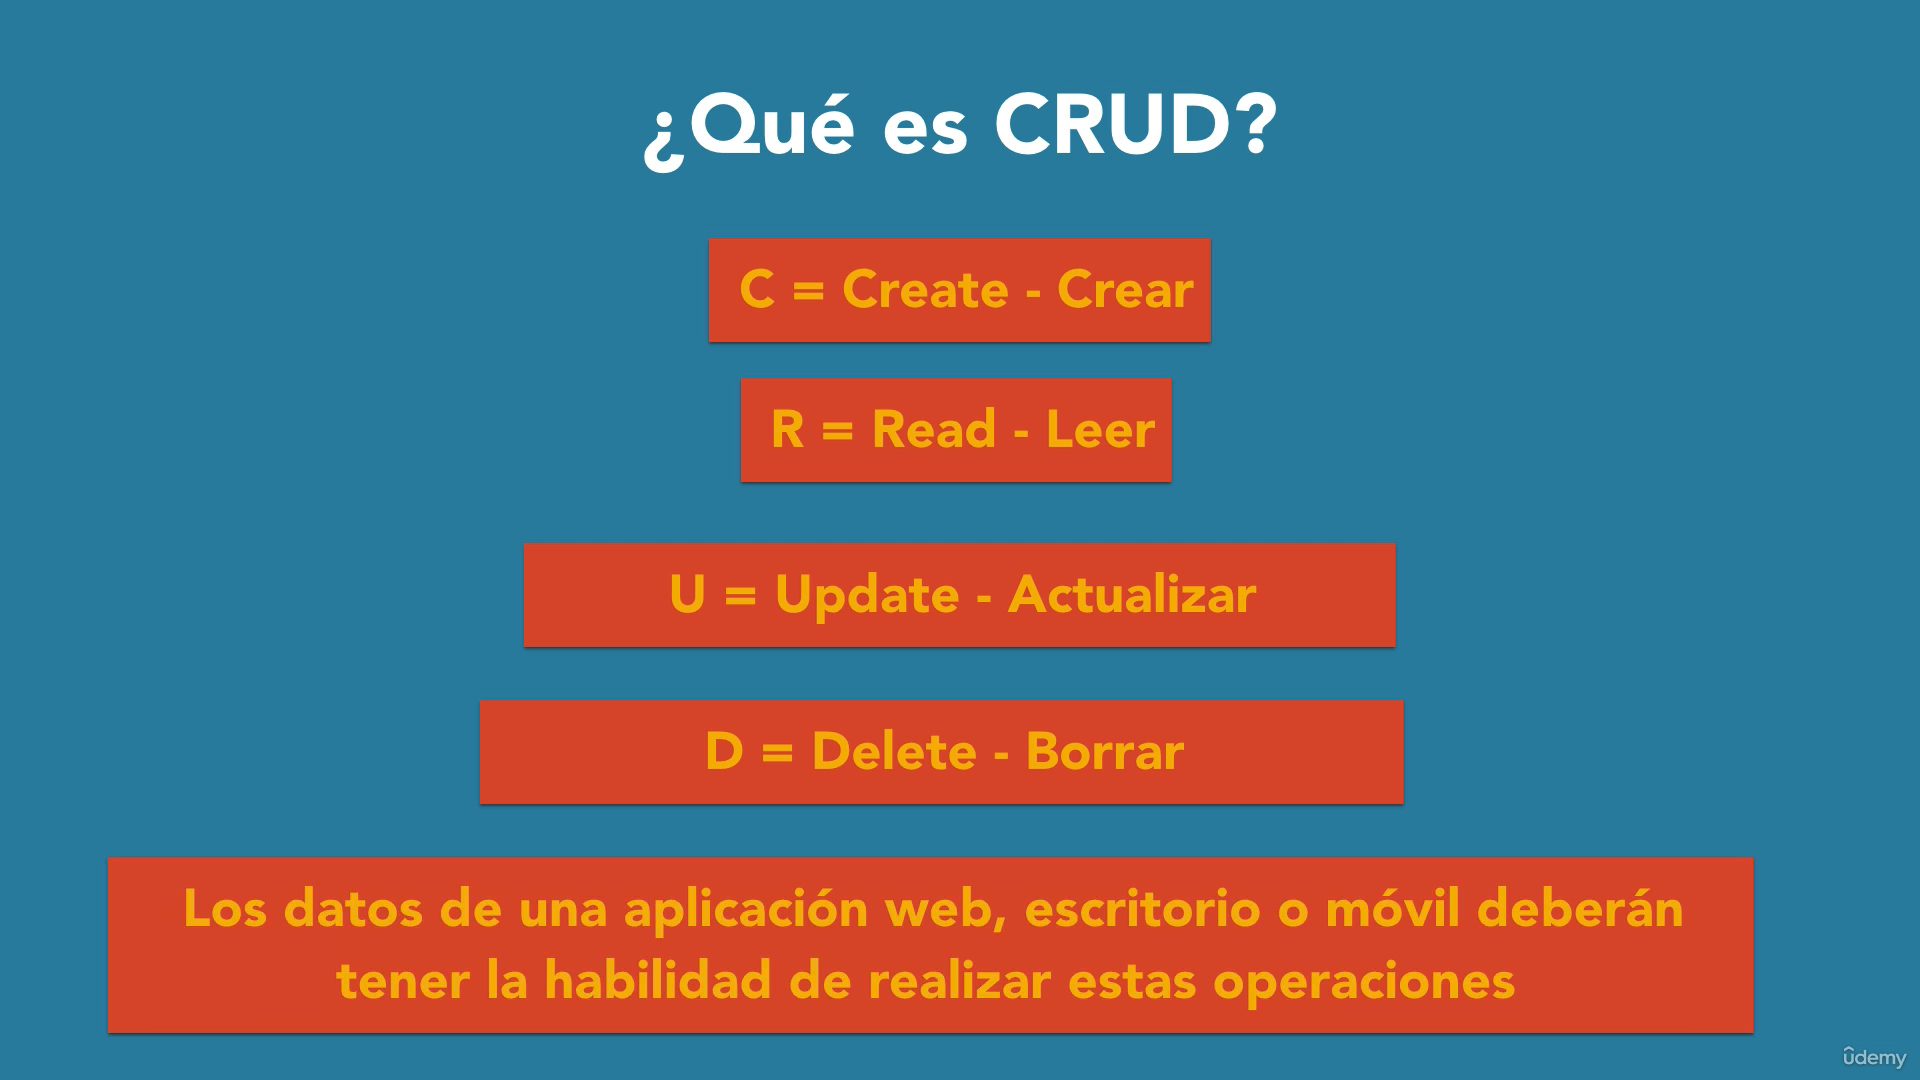 ¿Qué es CRUD?
C = Create - Crear
R = Read - Leer
U = Update - Actualizar
D = Delete - Borrar
Los datos de una aplicación web, escritorio o móvil deberán
tener la habilidad de realizar estas operaciones
ûdemy